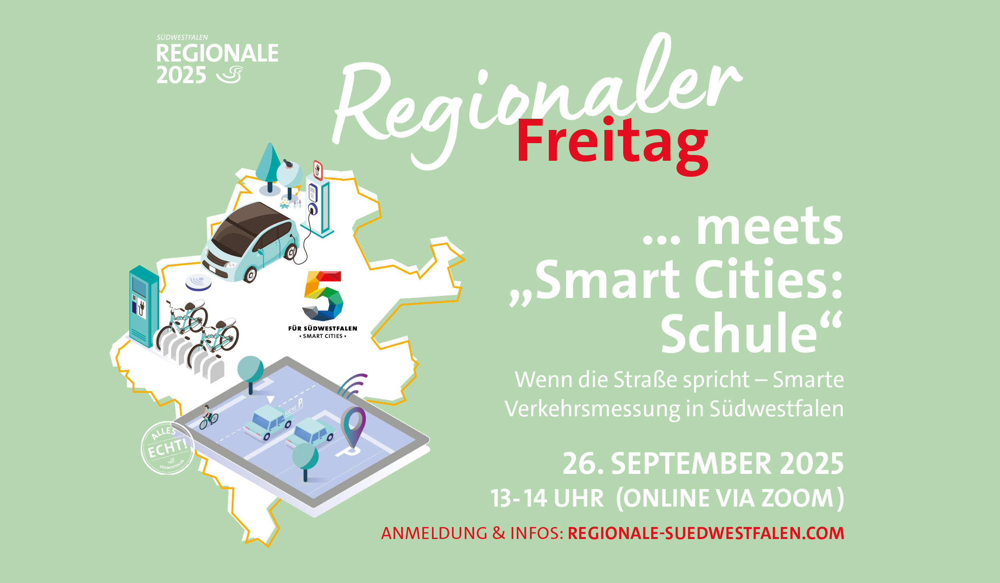 SÜDWESTFALEN
REGIONALE
2025
Regionaler
Freitag
... meets
„Smart Cities:
Schule“
Wenn die Straße spricht – Smarte
Verkehrsmessung in Südwestfalen
26. SEPTEMBER 2025
13-14 UHR (ONLINE VIA ZOOM)
ANMELDUNG & INFOS: REGIONALE-SUEDWESTFALEN.COM
5
FÜR SÜDWESTFALEN
* SMART CITIES *
SUCHE: P
P
ALLES
ECHT!
SÜDWESTFALEN